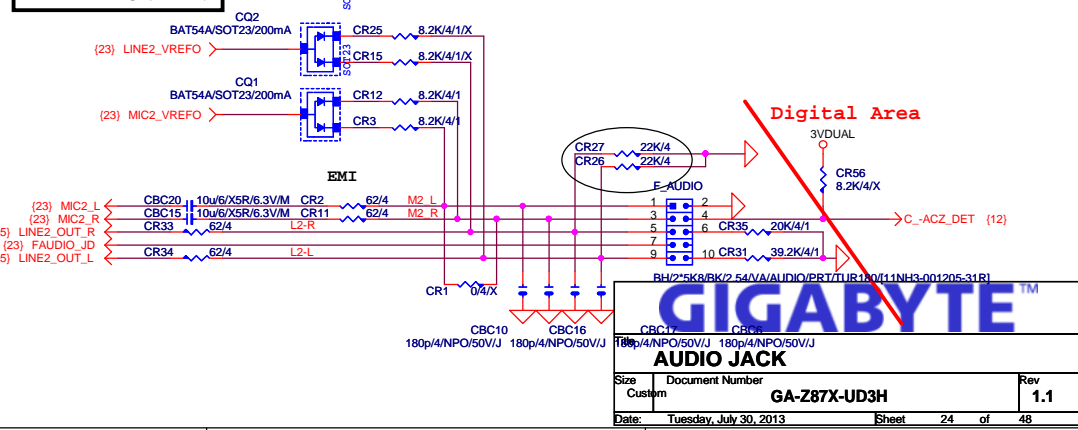 CQ2
BAT54A/SOT23/200mA
{23} LINE2_VREFO
CR25 8.2K/4/1/X
CR15 8.2K/4/1/X
SOT23
CQ1
BAT54A/SOT23/200mA
{23} MIC2_VREFO
CR12 8.2K/4/1
CR3 8.2K/4/1
Digital Area
3VDUAL
CR27 22K/4
CR26 22K/4
CR56
8.2K/4/X
EMI
F_AUDIO
{23} MIC2_L CBC20 10u/6/X5R/6.3V/M CR2 62/4 M2_L 1 2
{23} MIC2_R CBC15 10u/6/X5R/6.3V/M CR11 62/4 M2_R 3 4 C_-ACZ_DET {12}
5} LINE2_OUT_R CR33 62/4 L2-R 5 6 CR35 20K/4/1
{23} FAUDIO_JD 7
5} LINE2_OUT_L CR34 62/4 L2-L 9 10 CR31 39.2K/4/1
BH/2*5K8/BK/2.54/VA/AUDIO/PRT/TUR180/[11NH3-001205-31R]
CR1 0/4/X
CBC10 CBC16 CBC17 CBC6
180p/4/NPO/50V/J 180p/4/NPO/50V/J 180p/4/NPO/50V/J 180p/4/NPO/50V/J
GIGABYTE™
Title
AUDIO JACK
Size Document Number Rev
Custom GA-Z87X-UD3H 1.1
Date: Tuesday, July 30, 2013 Sheet 24 of 48